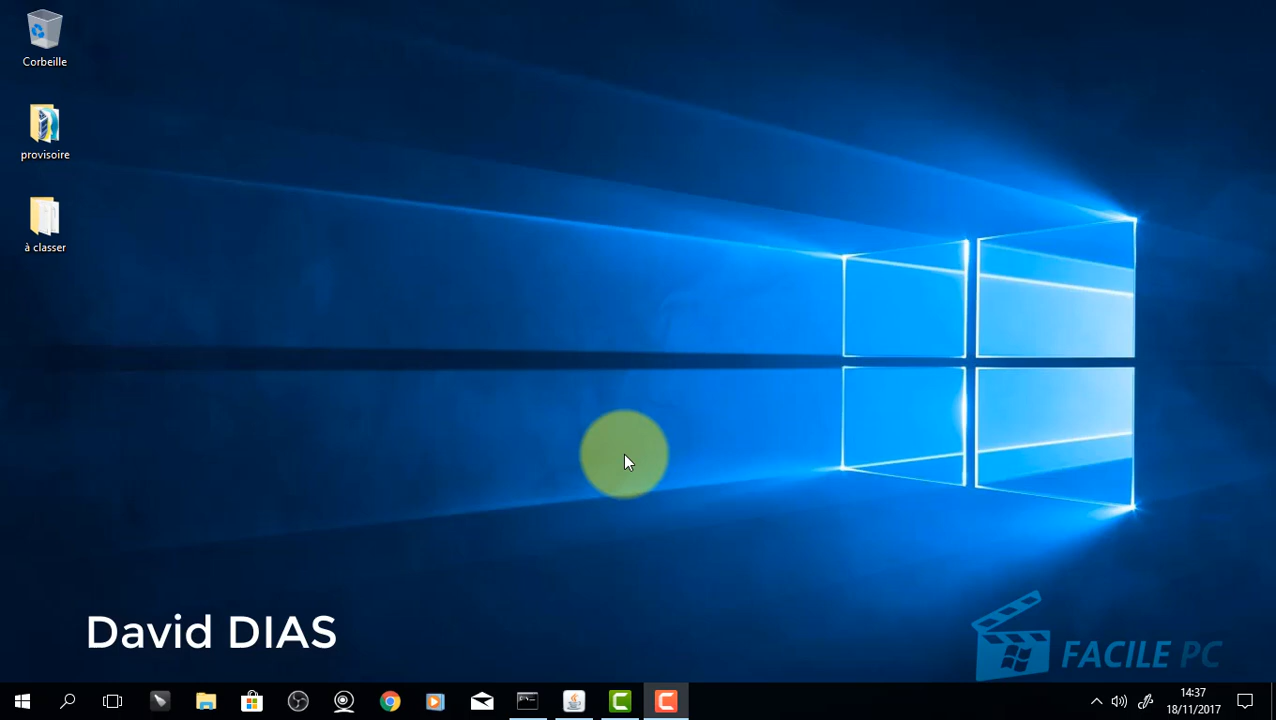 Corbeille
provisoire
à classer
David DIAS
FACILE PC
14:37
18/11/2017